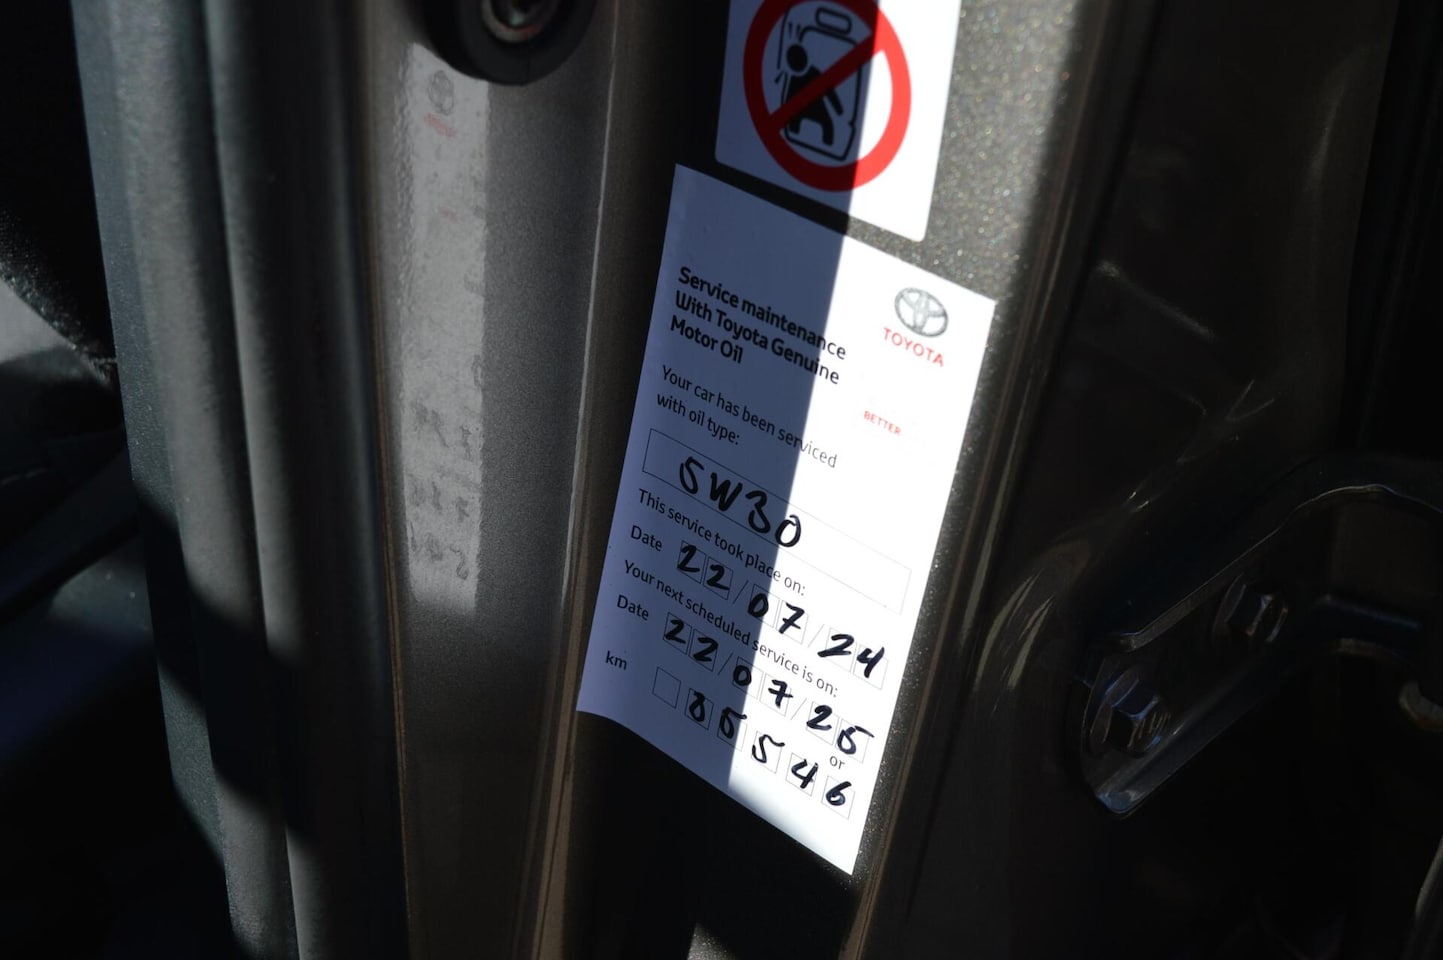 Service maintenance
With Toyota Genuine
Motor Oil
TOYOTA
BETTER
Your car has been serviced
with oil type:
5W30
This service took place on:
Date 22/07/24
Your next scheduled service is on:
Date 22/07/25
or
km 85546